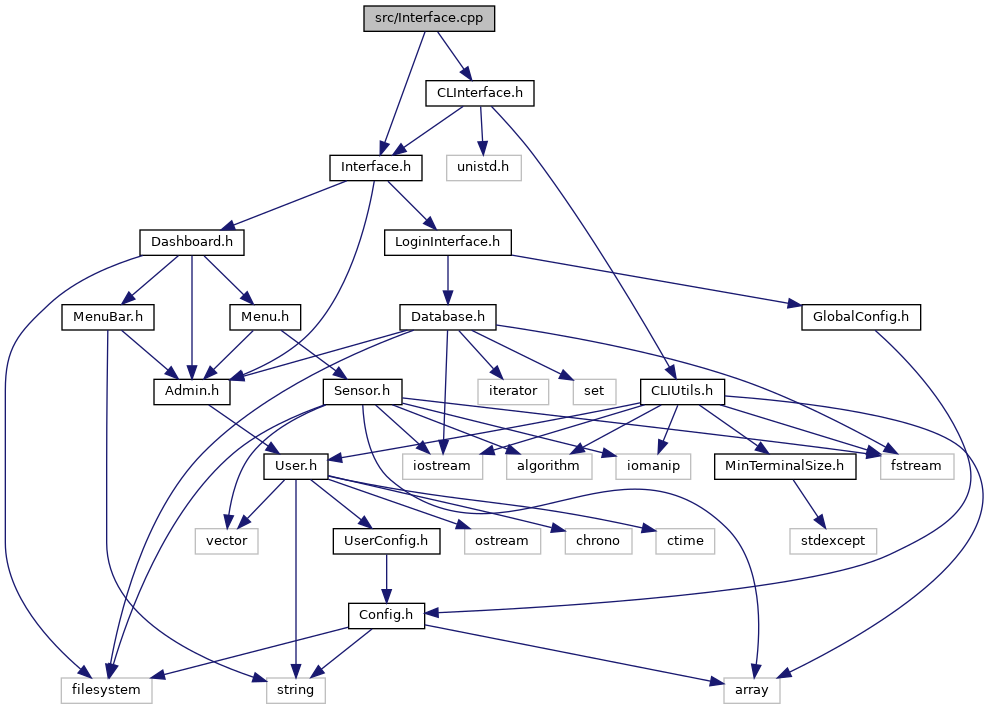 src/Interface.cpp
CLInterface.h
Interface.h
unistd.h
Dashboard.h
LoginInterface.h
MenuBar.h
Menu.h
Database.h
GlobalConfig.h
Admin.h
Sensor.h
iterator
set
CLIUtils.h
User.h
iostream
algorithm
iomanip
MinTerminalSize.h
fstream
vector
UserConfig.h
ostream
chrono
ctime
stdexcept
Config.h
filesystem
string
array